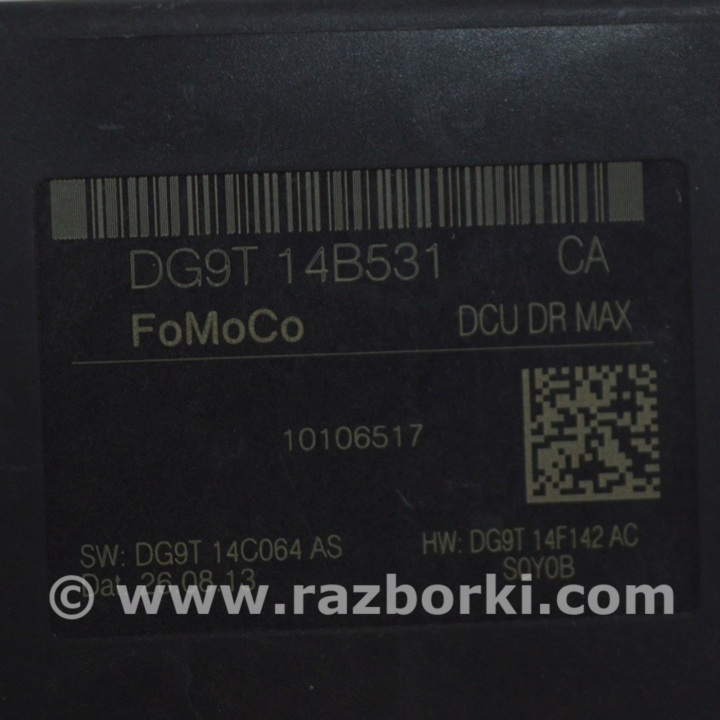 DG9T 14B531 CA
FoMoCo DCU DR MAX
10106517
SW: DG9T 14C064 AS HW: DG9T 14F142 AC
Dat. 26.08.13 S0Y0B
© www.razborki.com